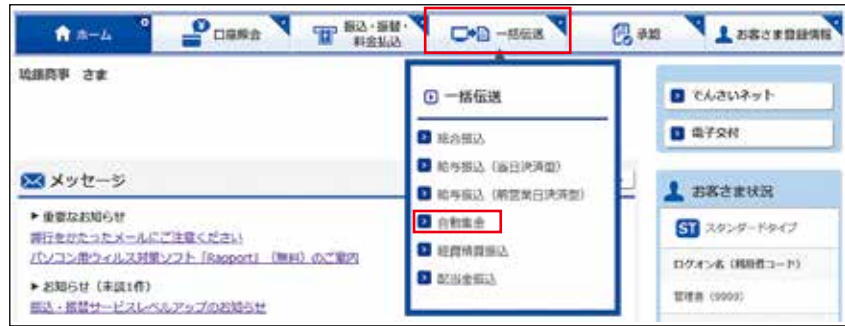 ホーム
口座照会
振込・振替・
料金払込
一括伝送
承認
お客さま登録情報
琉銀商事 さま
一括伝送
総合振込
給与振込（当日決済型）
給与振込（前営業日決済型）
自動集金
経費精算振込
配当金振込
でんさいネット
電子交付
メッセージ
▶ 重要なお知らせ
銀行をかたったメールにご注意ください
パソコン用ウィルス対策ソフト「Rapport」（無料）のご案内
▶ お知らせ（未読1件）
振込・振替サービスレベルアップのお知らせ
お客さま状況
ST スタンダードタイプ
ログオン名（利用者コード）
管理者（9999）